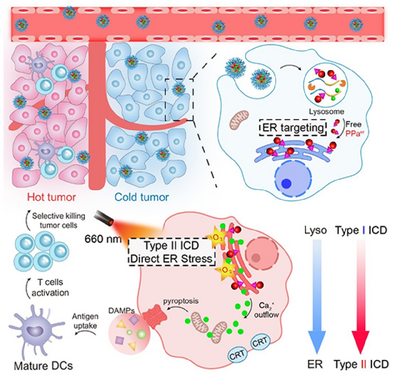 Lysosome
ER targeting
Free
PPaᵉʳ
Hot tumor
Cold tumor
Selective killing
tumor cells
660 nm
Type II ICD
Direct ER Stress
Lyso
Type I ICD
T cells
activation
Antigen
uptake
DAMPs
pyroptosis
Ca²⁺
outflow
CRT
CRT
Mature DCs
ER
Type II ICD